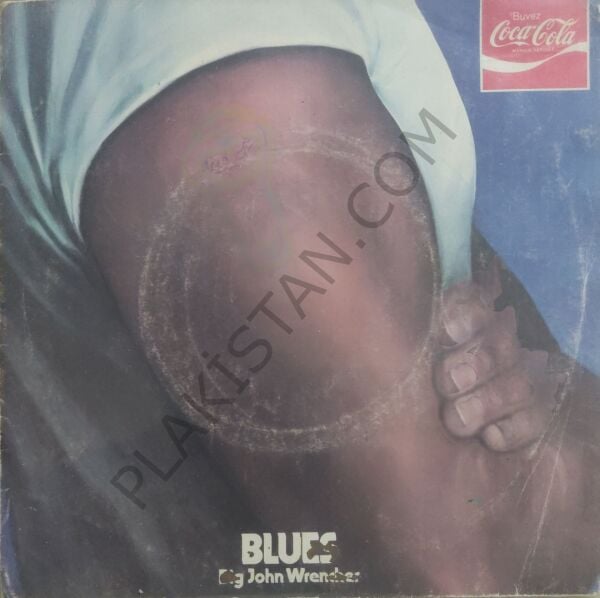 "Buvez
Coca-Cola
PLAKİSTAN.COM
BLUES
Big John Wrencher